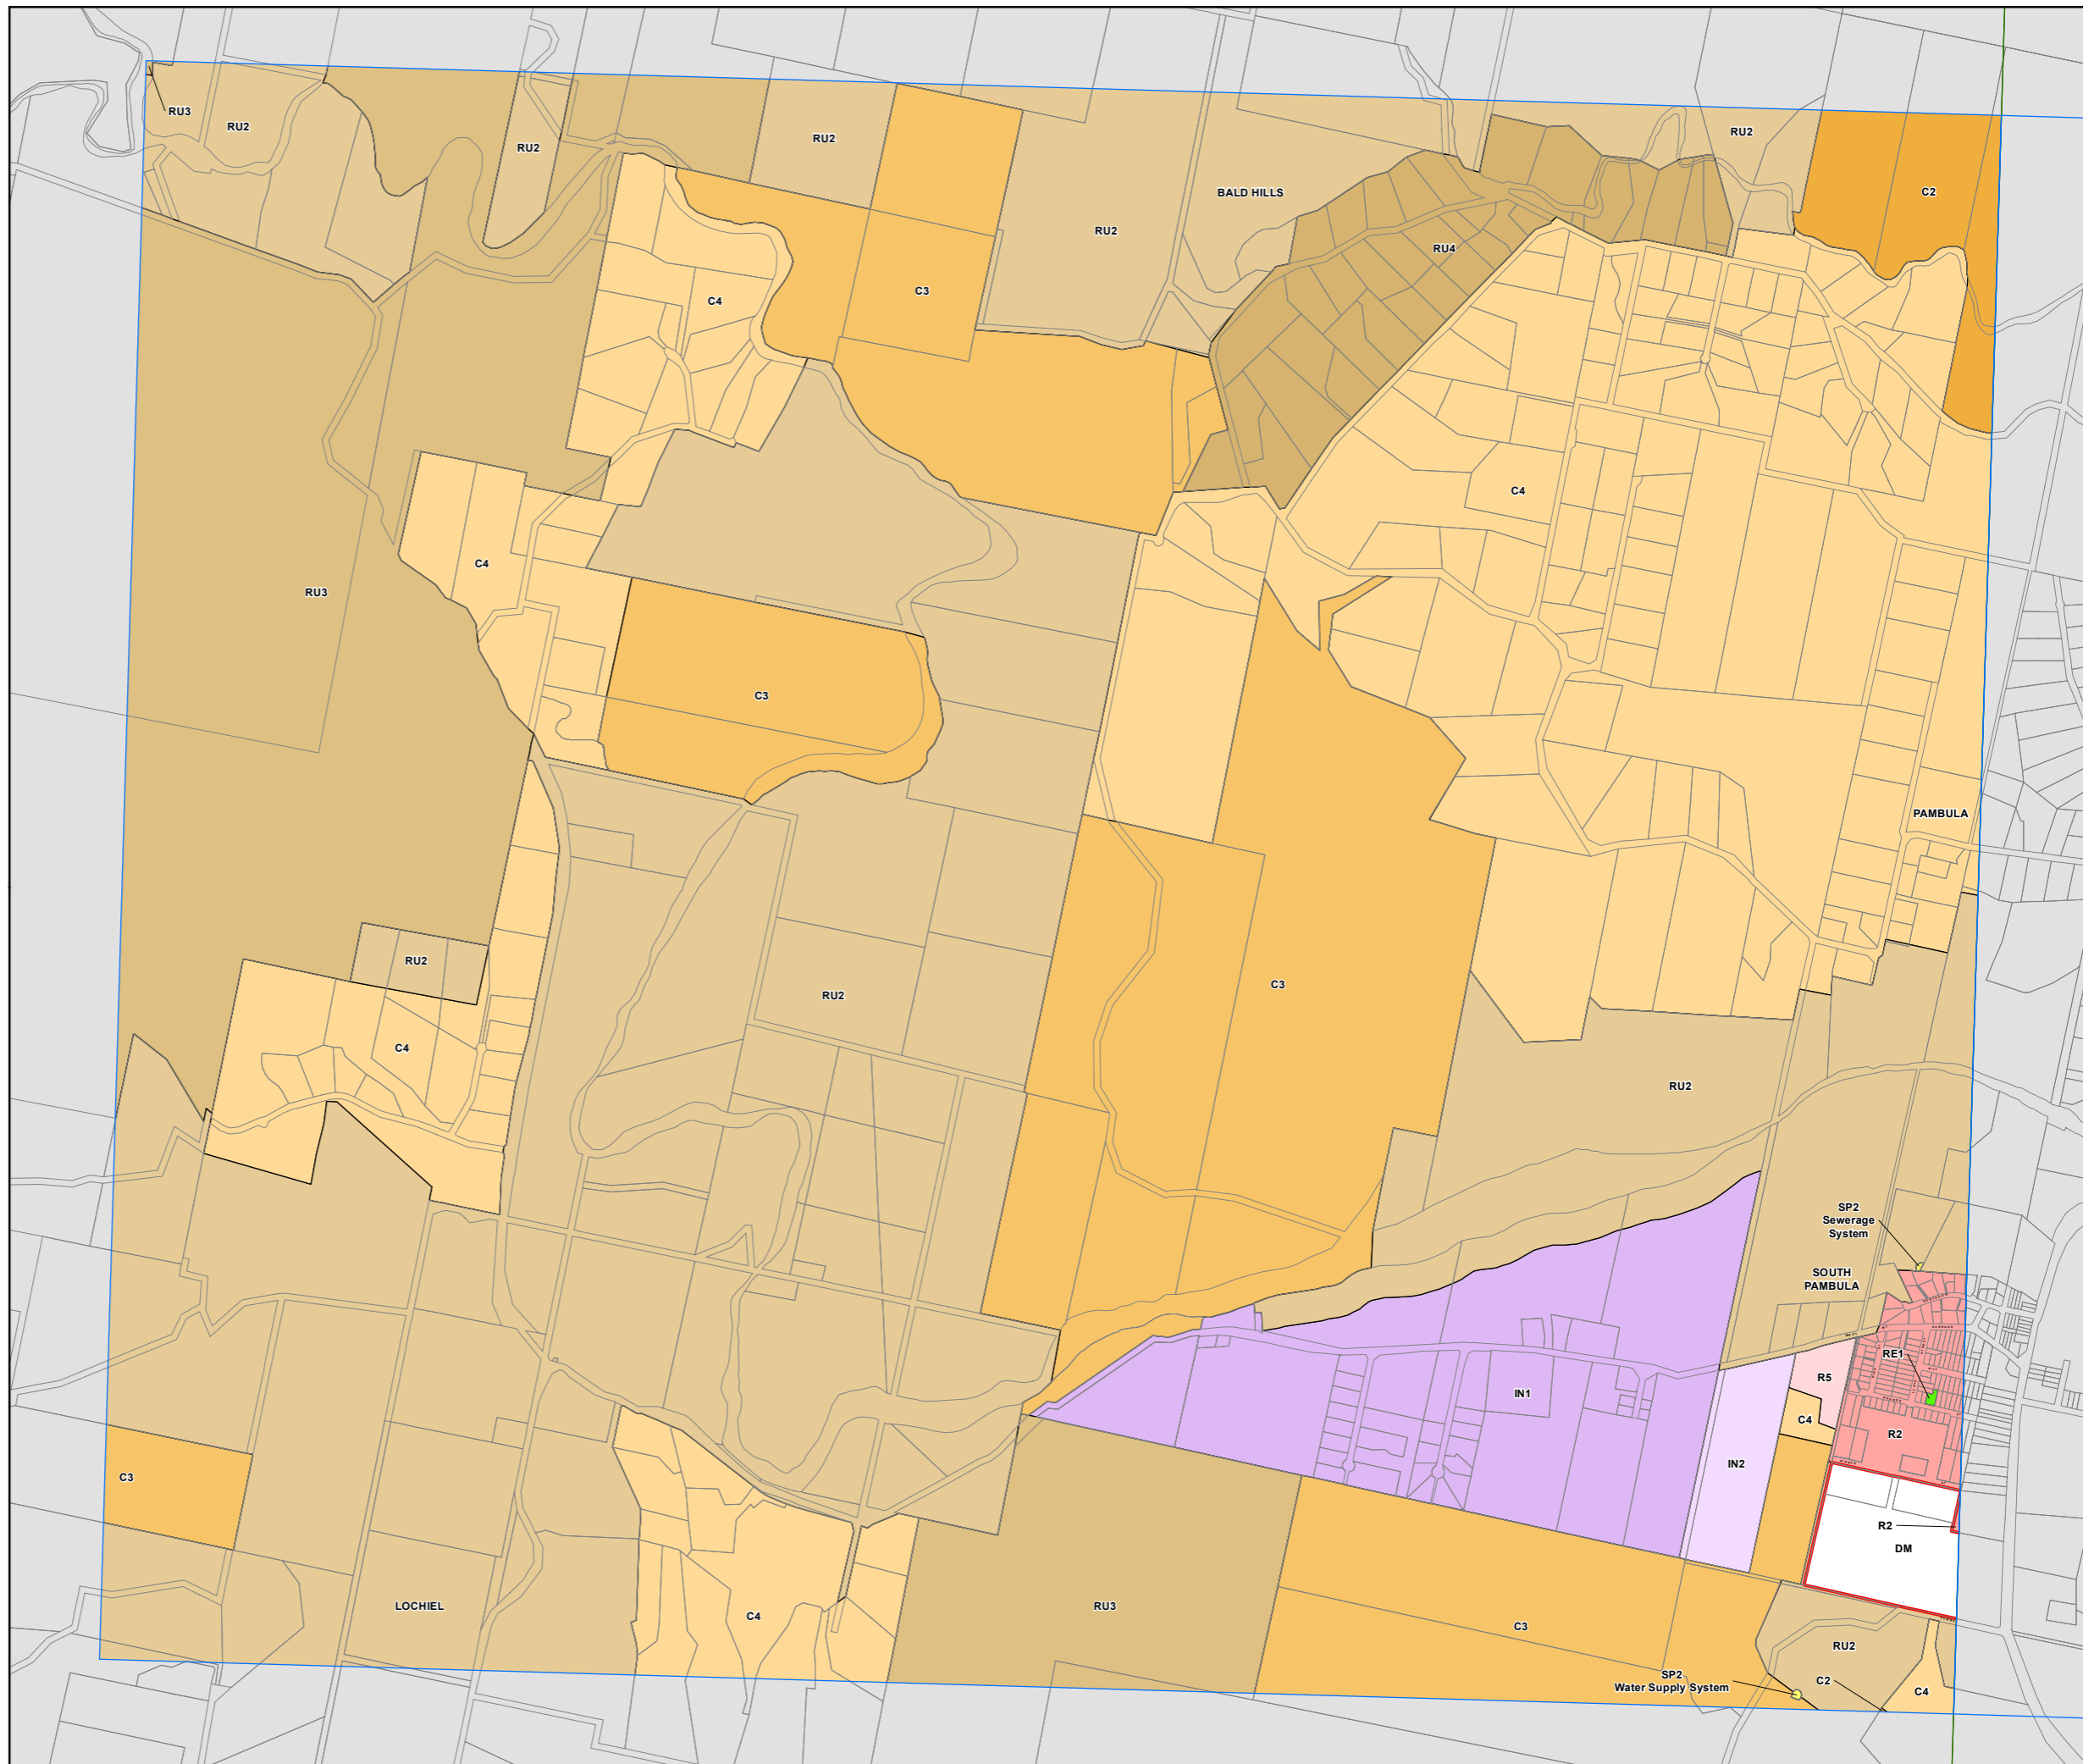 RU3
RU2
RU2
RU2
RU2
C2
BALD HILLS
RU2
RU4
C3
C4
C4
C4
RU3
C3
PAMBULA
RU2
RU2
C3
C4
RU2
SP2
Sewerage
System
SOUTH
PAMBULA
RE1
R5
IN1
C4
R2
IN2
C3
R2
DM
LOCHIEL
RU3
C4
C3
RU2
SP2
Water Supply System
C2
C4